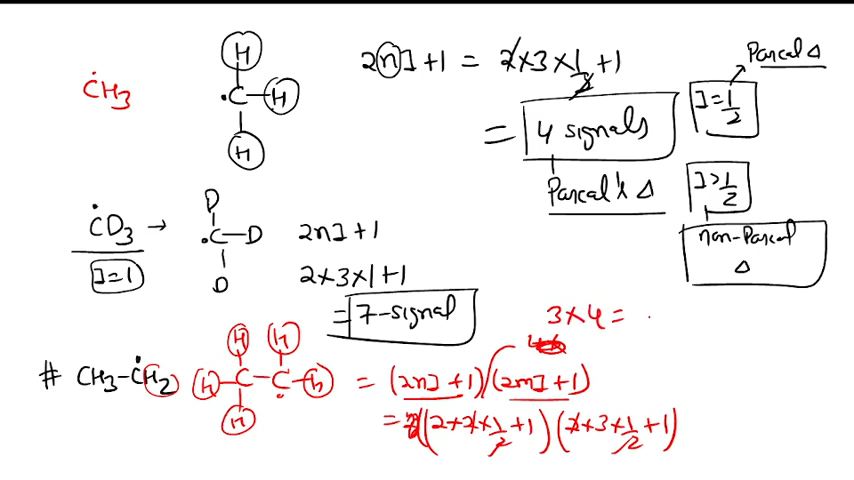 Pascal Δ
ĊH3
H
·C-H
H
2nI+1 = 2×3×1/2+1
I=1/2
= 4 signals
Pascal's Δ
I>1/2
non-Pascal
Δ
ĊD3 →
D
·C-D
D
2nI+1
I=1
2×3×1+1
= 7-signal
3×4 =
# CH3-ĊH2
H H
H-C-C-H
H
= (2nI+1)(2mI+1)
= (2×2×1/2+1)(2×3×1/2+1)